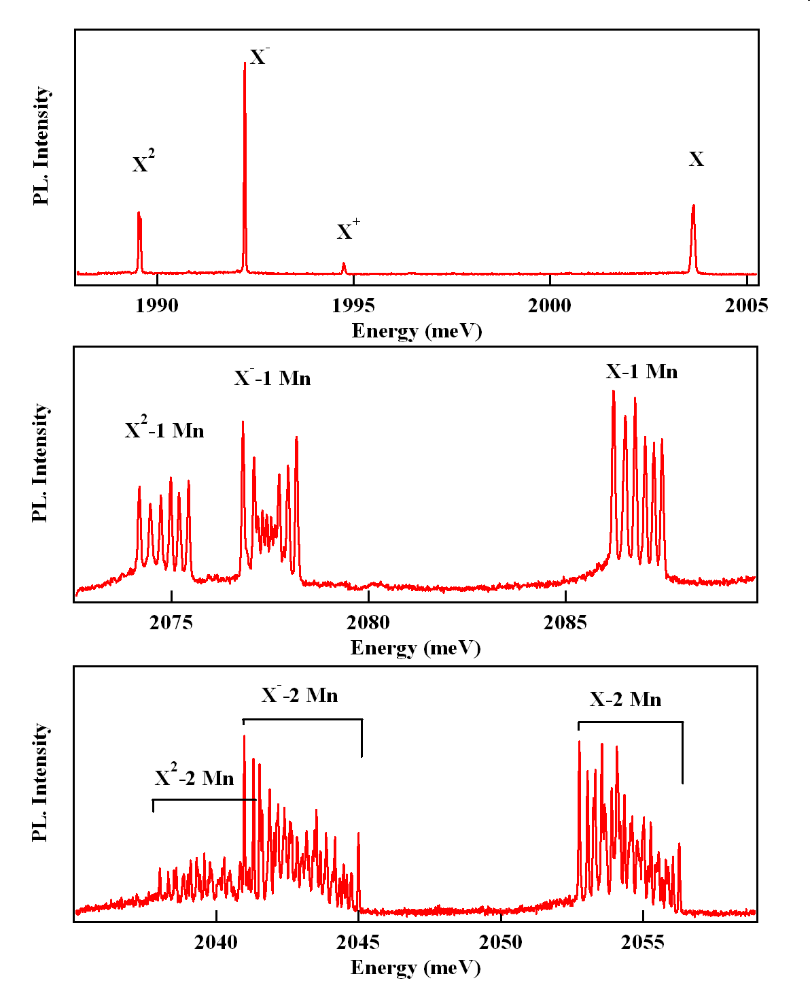 PL. Intensity
X²
X⁻
X⁺
X
1990 1995 2000 2005
Energy (meV)
PL. Intensity
X²-1 Mn
X⁻-1 Mn
X-1 Mn
2075 2080 2085
Energy (meV)
PL. Intensity
X²-2 Mn
X⁻-2 Mn
X-2 Mn
2040 2045 2050 2055
Energy (meV)